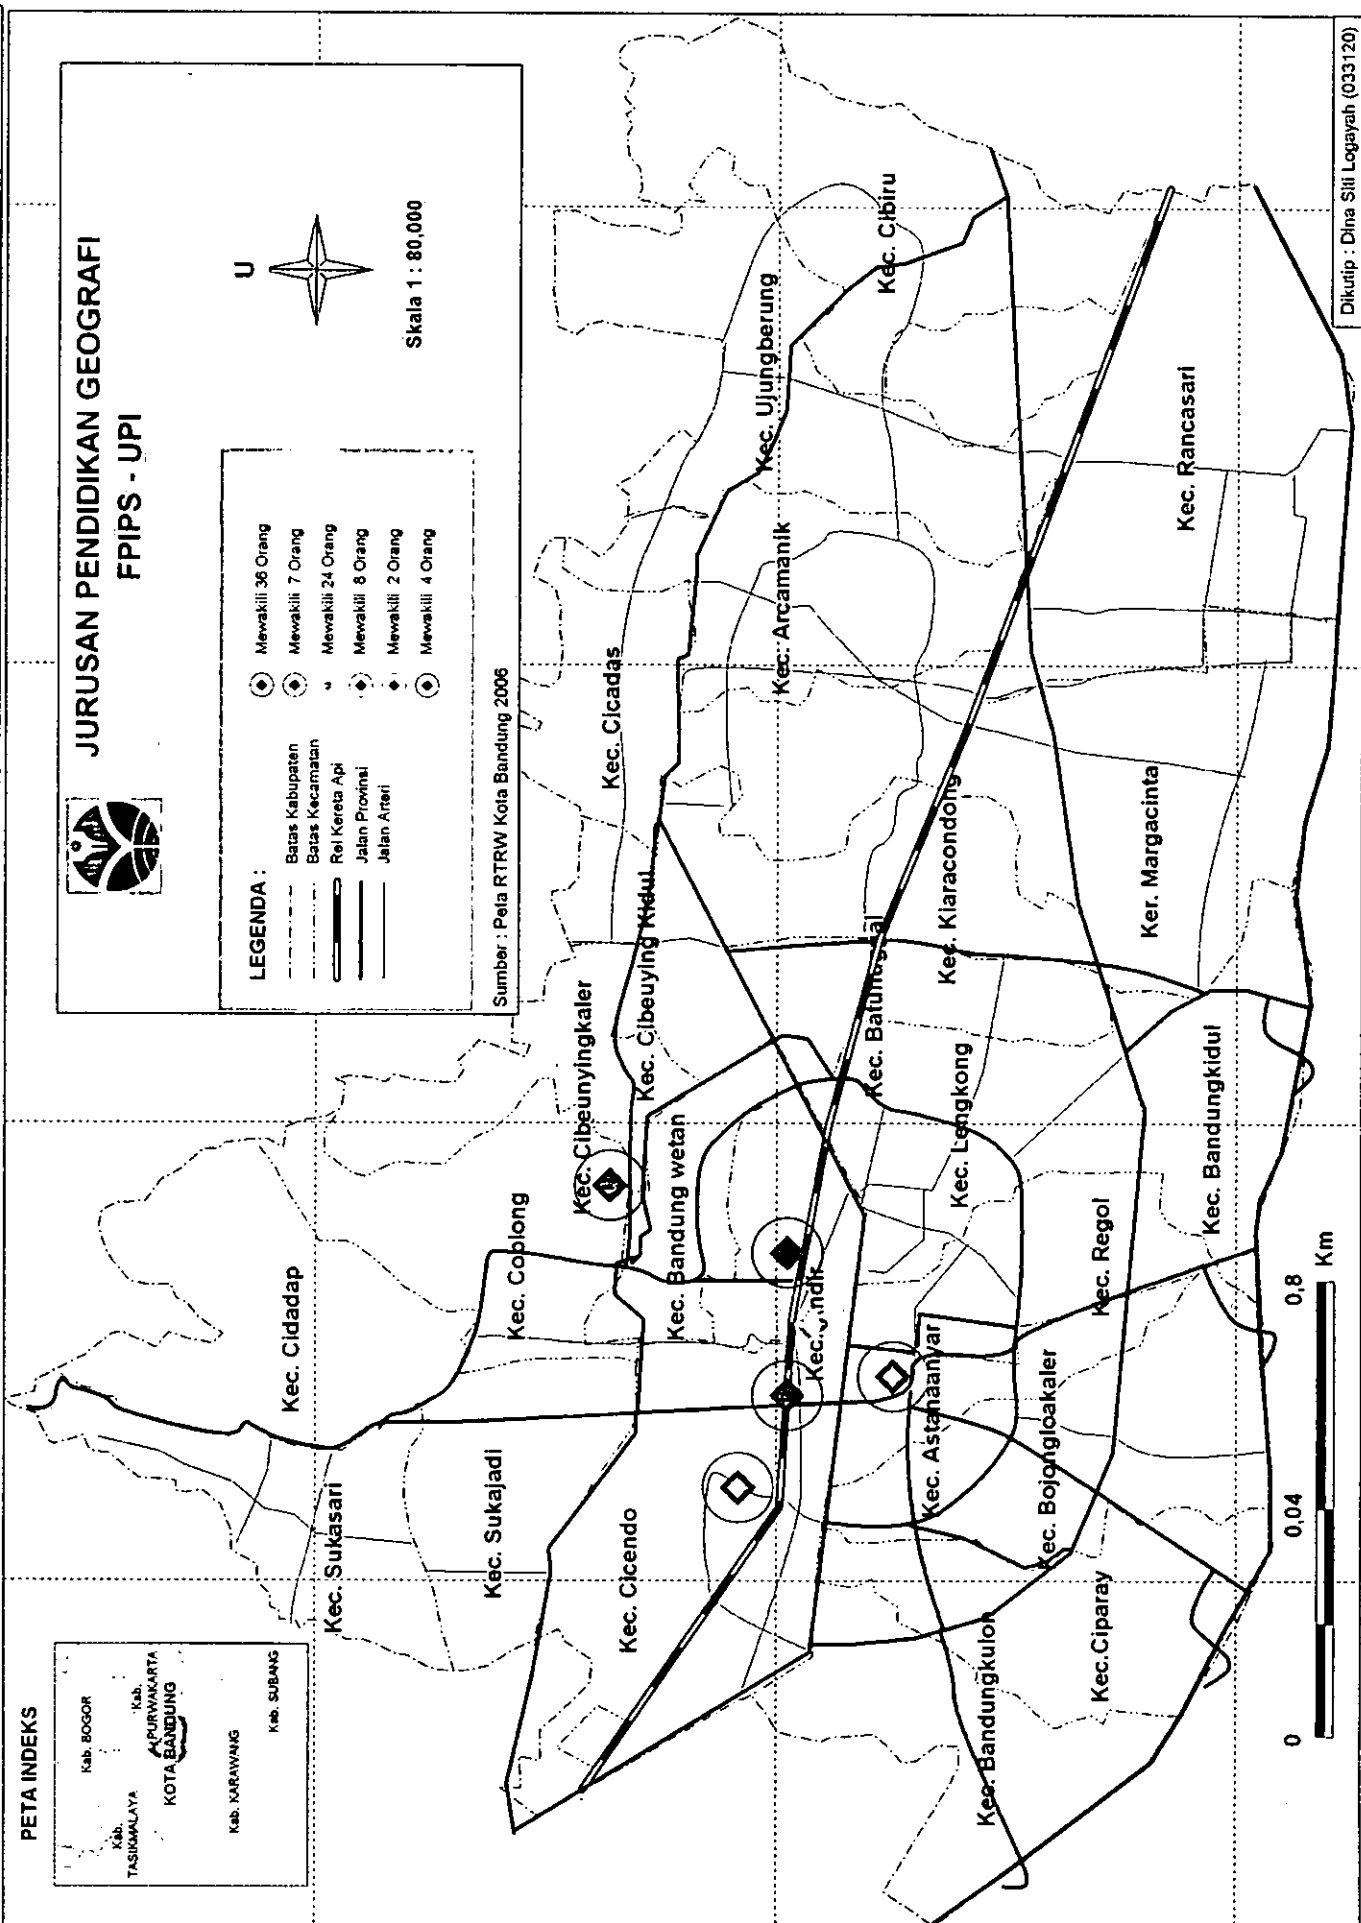 PETA INDEKS
Kab. BOGOR
Kab.
PURWAKARTA
Kab.
TASIKMALAYA
KOTA BANDUNG
Kab. KARAWANG
Kab. SUBANG
JURUSAN PENDIDIKAN GEOGRAFI
FPIPS - UPI
U
Skala 1 : 80,000
LEGENDA :
Batas Kabupaten
Batas Kecamatan
Rel Kereta Api
Jalan Provinsi
Jalan Arteri
Mewakili 36 Orang
Mewakili 7 Orang
Mewakili 24 Orang
Mewakili 8 Orang
Mewakili 2 Orang
Mewakili 4 Orang
Sumber : Peta RTRW Kota Bandung 2006
Kec. Cidadap
Kec. Sukasari
Kec. Sukajadi
Kec. Coblong
Kec. Cicendo
Kec. Cibeunyingkaler
Kec. Cibeuying Kidul
Kec. Bandung wetan
Kec. Cicadas
Kec. Arcamanik
Kec. Ujungberung
Kec. Cibiru
Kec.
Kec.
Kec. Kiaracondong
Kec. Lengkong
Kec. Astanaanyar
Kec. Regol
Kec. Bojongloakaler
Kec. Bandungkulon
Kec.Ciparay
Kec. Bandungkidul
Ker. Margacinta
Kec. Rancasari
0
0,04
0,8
Km
Dikutip : Dina Siti Logayah (033120)